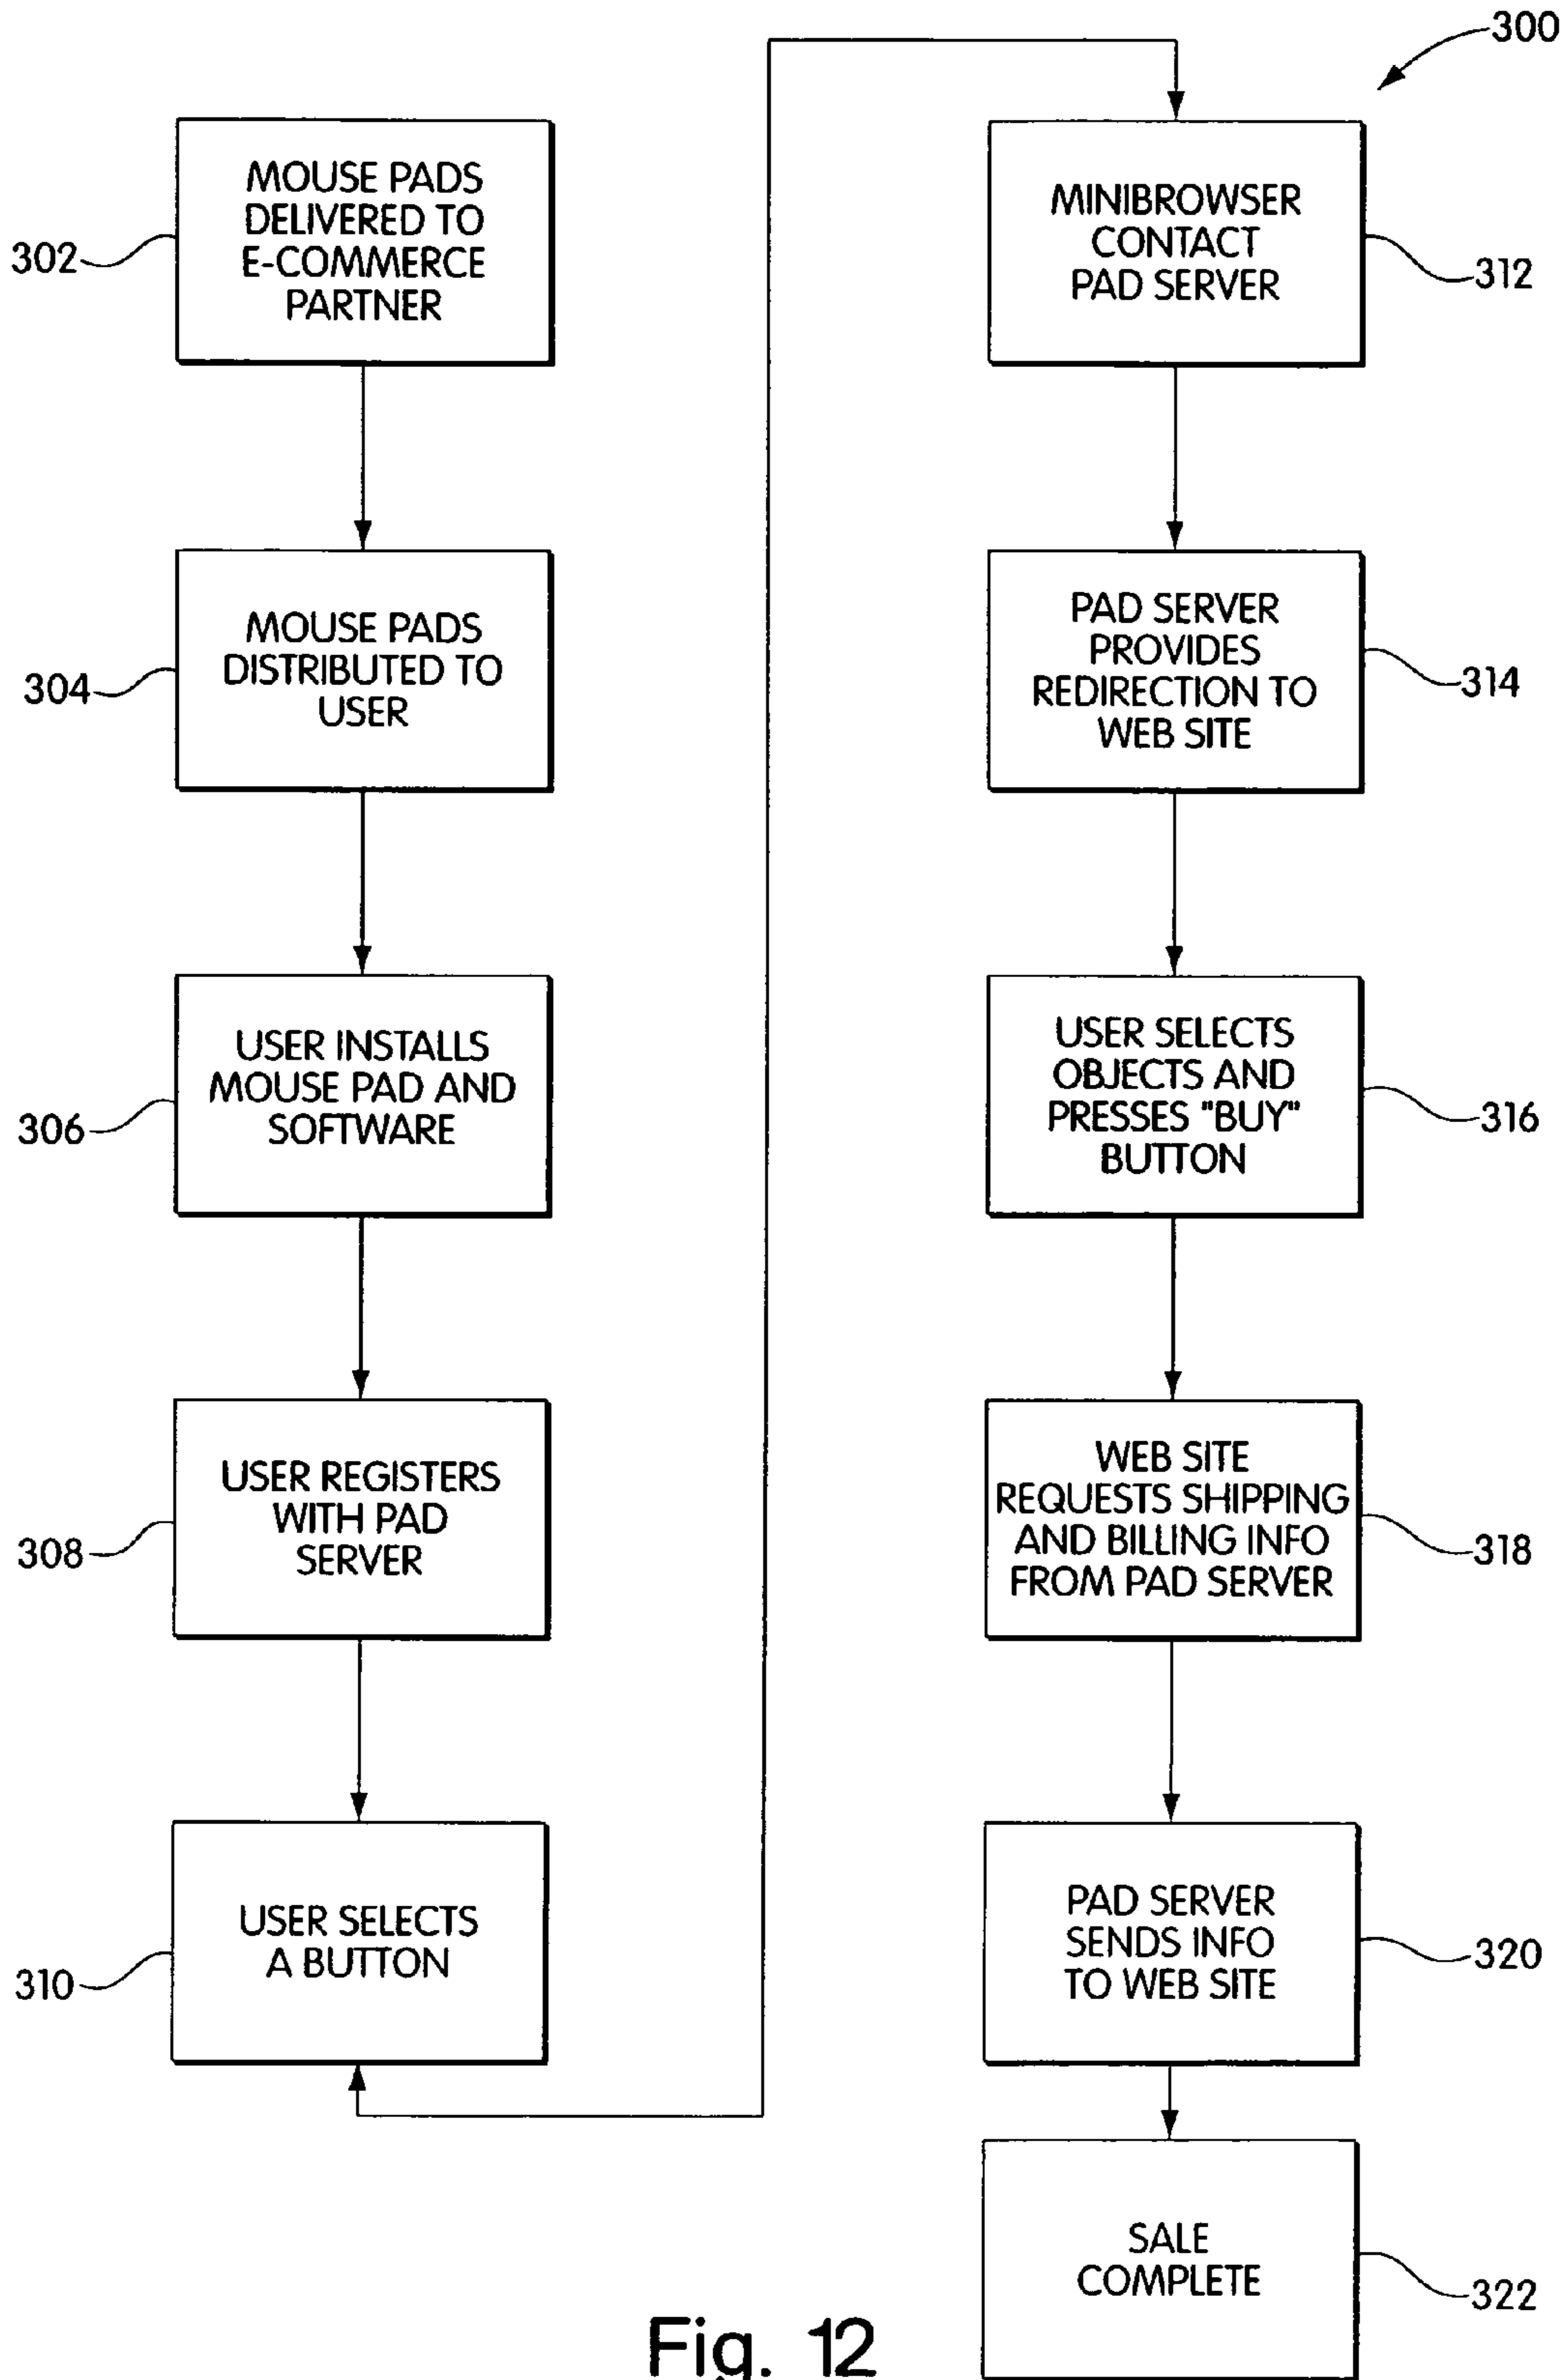 300
MOUSE PADS
DELIVERED TO
E-COMMERCE
PARTNER
302
MOUSE PADS
DISTRIBUTED TO
USER
304
USER INSTALLS
MOUSE PAD AND
SOFTWARE
306
USER REGISTERS
WITH PAD
SERVER
308
USER SELECTS
A BUTTON
310
MINIBROWSER
CONTACT
PAD SERVER
312
PAD SERVER
PROVIDES
REDIRECTION TO
WEB SITE
314
USER SELECTS
OBJECTS AND
PRESSES "BUY"
BUTTON
316
WEB SITE
REQUESTS SHIPPING
AND BILLING INFO
FROM PAD SERVER
318
PAD SERVER
SENDS INFO
TO WEB SITE
320
SALE
COMPLETE
322
Fig. 12